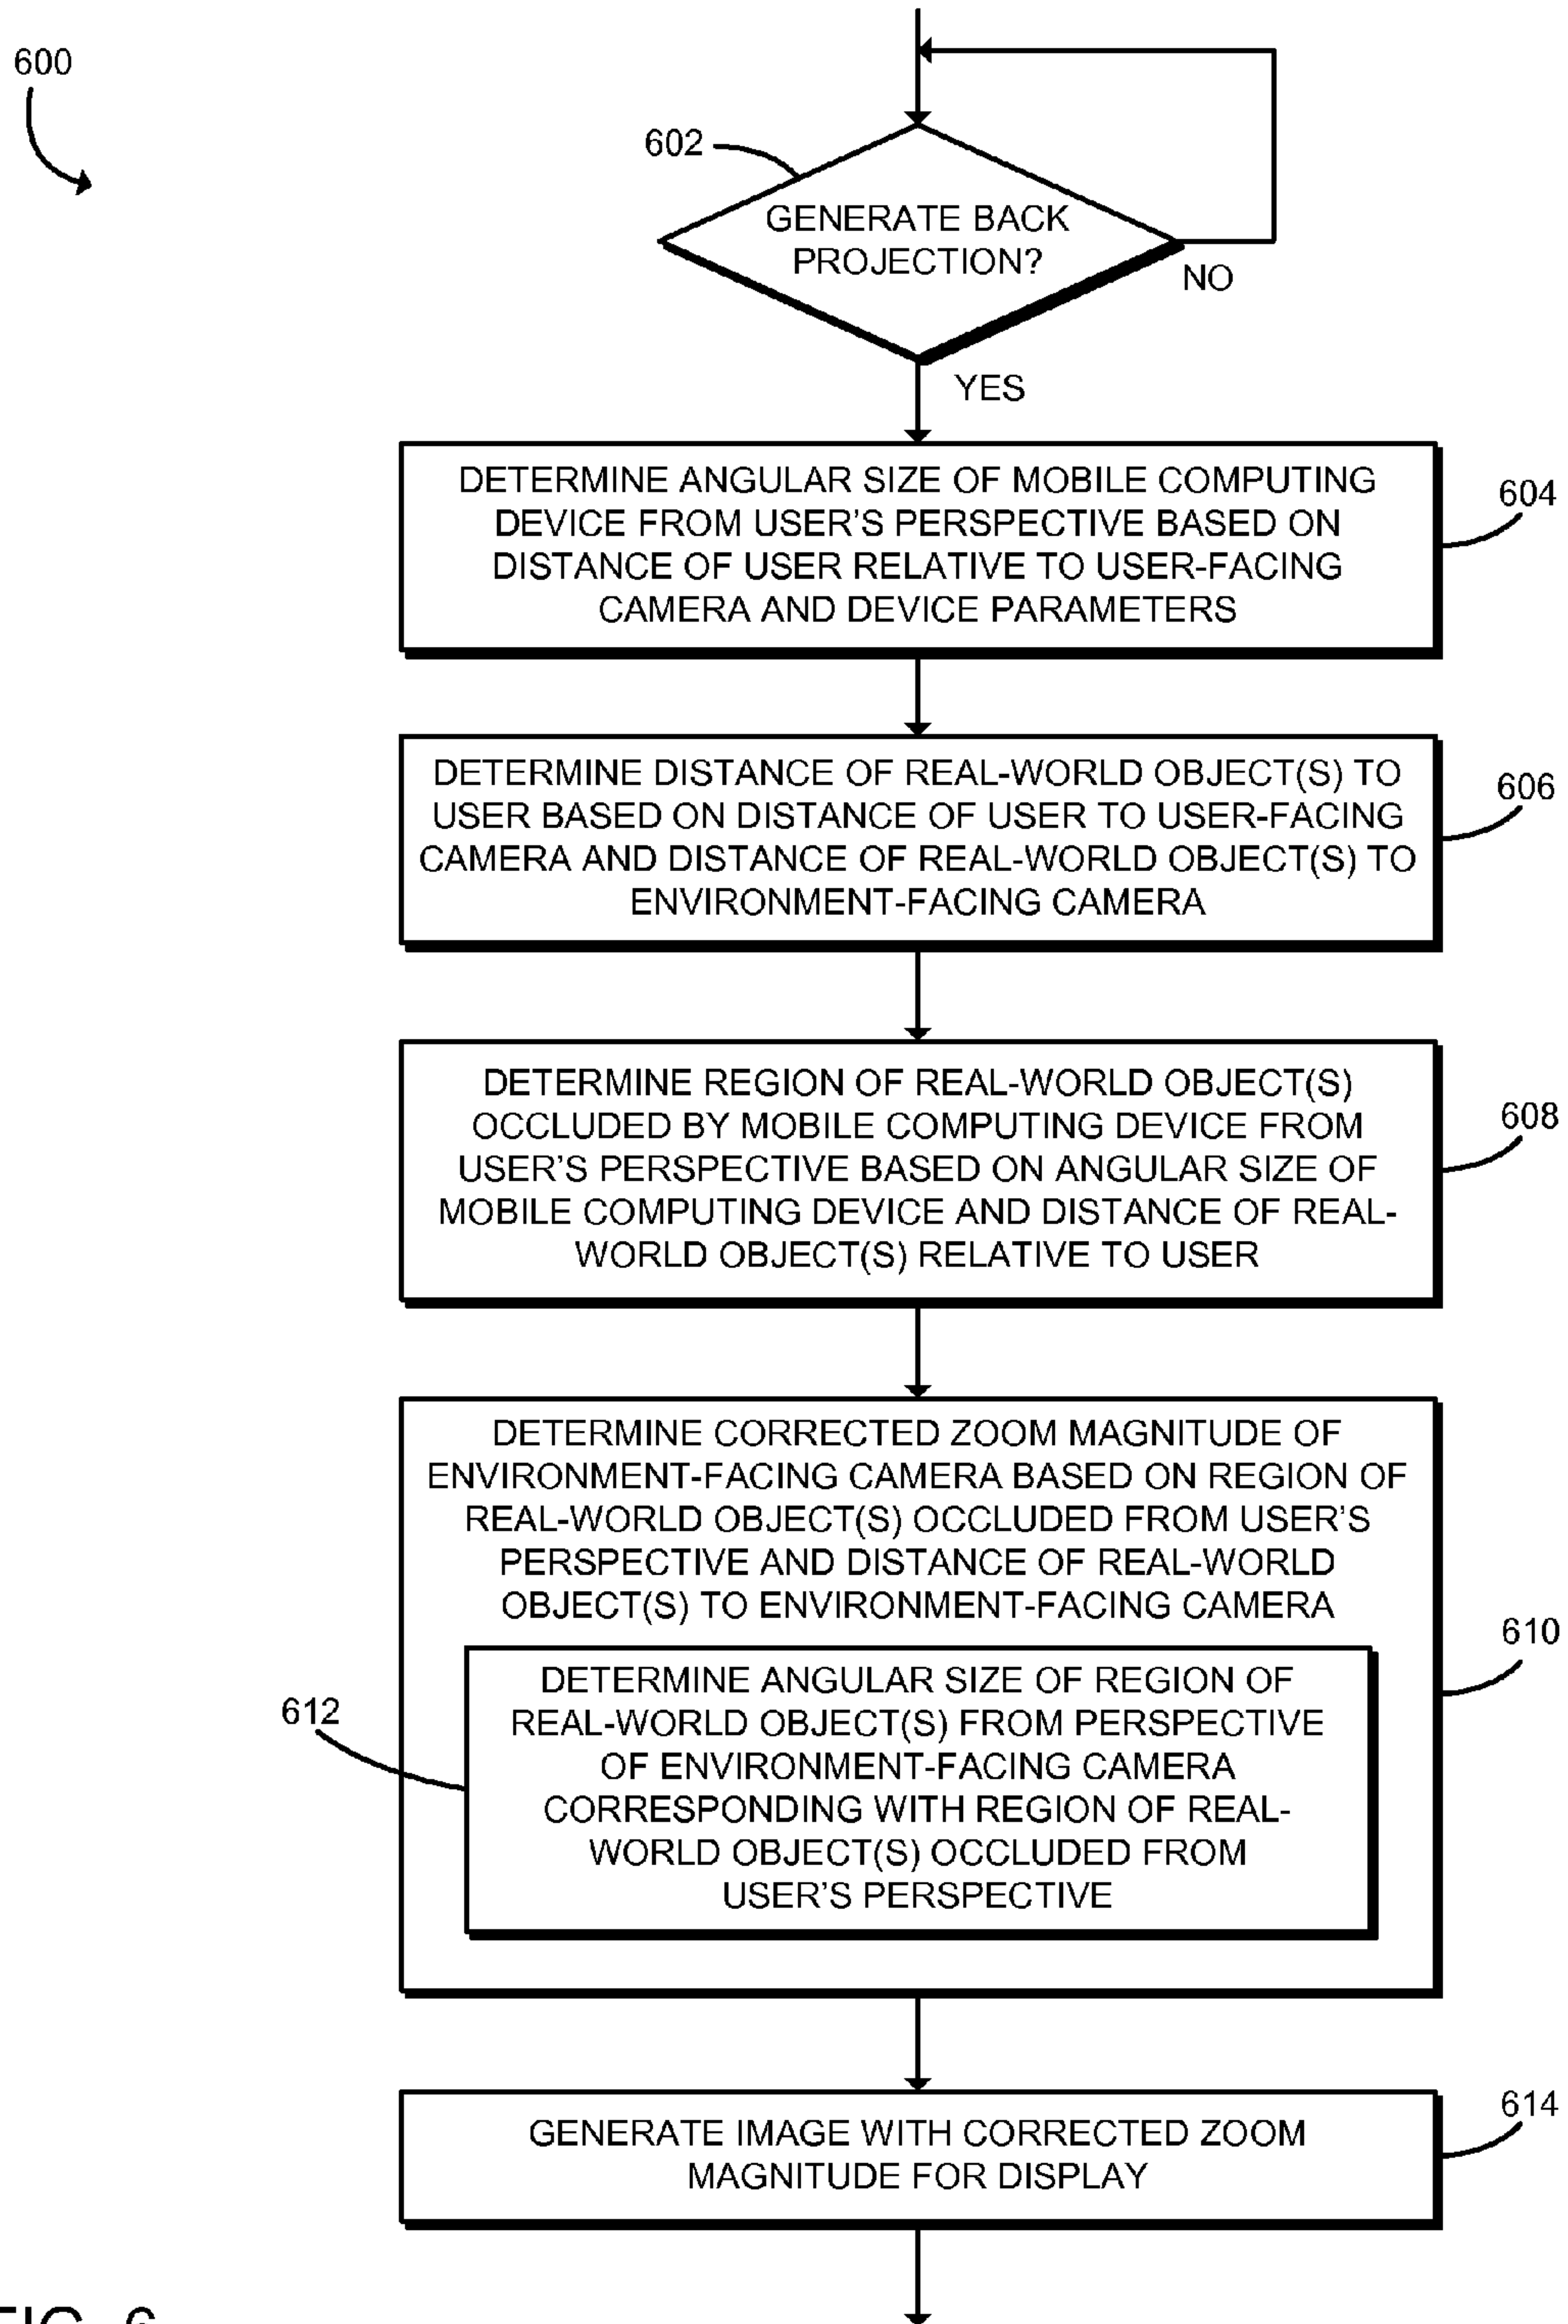 600
602
GENERATE BACK
PROJECTION?
NO
YES
DETERMINE ANGULAR SIZE OF MOBILE COMPUTING
DEVICE FROM USER'S PERSPECTIVE BASED ON
DISTANCE OF USER RELATIVE TO USER-FACING
CAMERA AND DEVICE PARAMETERS
604
DETERMINE DISTANCE OF REAL-WORLD OBJECT(S) TO
USER BASED ON DISTANCE OF USER TO USER-FACING
CAMERA AND DISTANCE OF REAL-WORLD OBJECT(S) TO
ENVIRONMENT-FACING CAMERA
606
DETERMINE REGION OF REAL-WORLD OBJECT(S)
OCCLUDED BY MOBILE COMPUTING DEVICE FROM
USER'S PERSPECTIVE BASED ON ANGULAR SIZE OF
MOBILE COMPUTING DEVICE AND DISTANCE OF REAL-
WORLD OBJECT(S) RELATIVE TO USER
608
DETERMINE CORRECTED ZOOM MAGNITUDE OF
ENVIRONMENT-FACING CAMERA BASED ON REGION OF
REAL-WORLD OBJECT(S) OCCLUDED FROM USER'S
PERSPECTIVE AND DISTANCE OF REAL-WORLD
OBJECT(S) TO ENVIRONMENT-FACING CAMERA
610
612
DETERMINE ANGULAR SIZE OF REGION OF
REAL-WORLD OBJECT(S) FROM PERSPECTIVE
OF ENVIRONMENT-FACING CAMERA
CORRESPONDING WITH REGION OF REAL-
WORLD OBJECT(S) OCCLUDED FROM
USER'S PERSPECTIVE
GENERATE IMAGE WITH CORRECTED ZOOM
MAGNITUDE FOR DISPLAY
614
FIG. 6